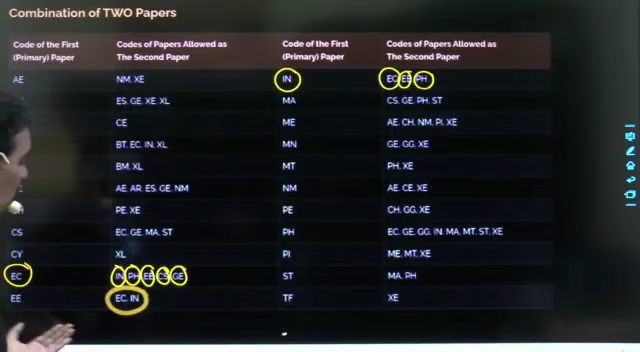 Combination of TWO Papers
Code of the First (Primary) Paper Codes of Papers Allowed as The Second Paper Code of the First (Primary) Paper Codes of Papers Allowed as The Second Paper
AE NM, XE IN EC, EE, PH
ES, GE, XE, XL MA CS, GE, PH, ST
CE ME AE, CH, NM, PI, XE
BT, EC, IN, XL MN GE, GG, XE
BM, XL MT PH, XE
AE, AR, ES, GE, NM NM AE, CE, XE
PE, XE PE CH, GG, XE
CS EC, GE, MA, ST PH EC, GE, GG, IN, MA, MT, ST, XE
CY XL PI ME, MT, XE
EC IN, PH, EE, CS, GE ST MA, PH
EE EC, IN TF XE